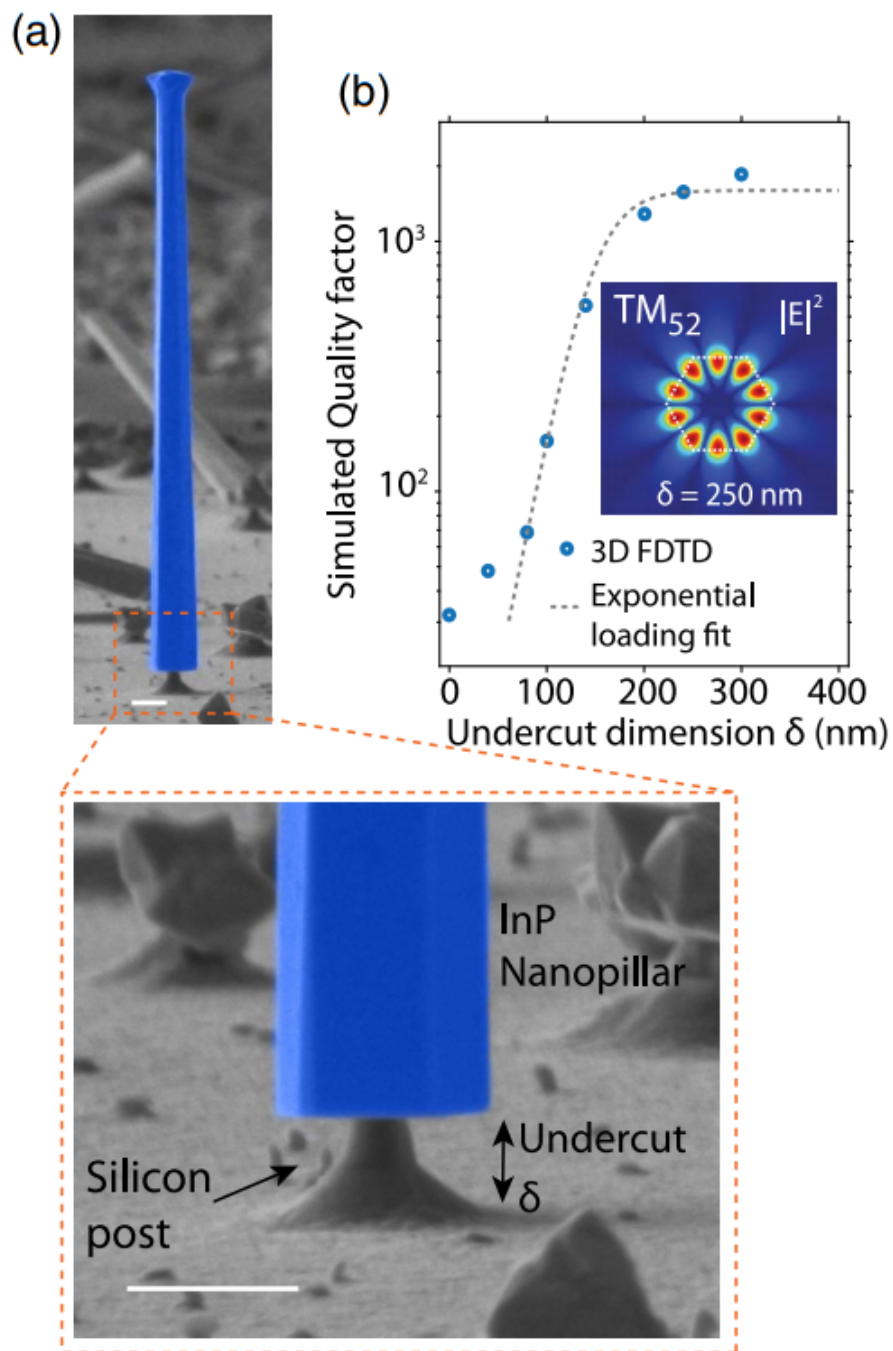 (a)
(b)
Simulated Quality factor
10³
10²
TM₅₂
|E|²
δ = 250 nm
3D FDTD
Exponential
loading fit
0
100
200
300
400
Undercut dimension δ (nm)
InP
Nanopillar
Undercut
δ
Silicon
post